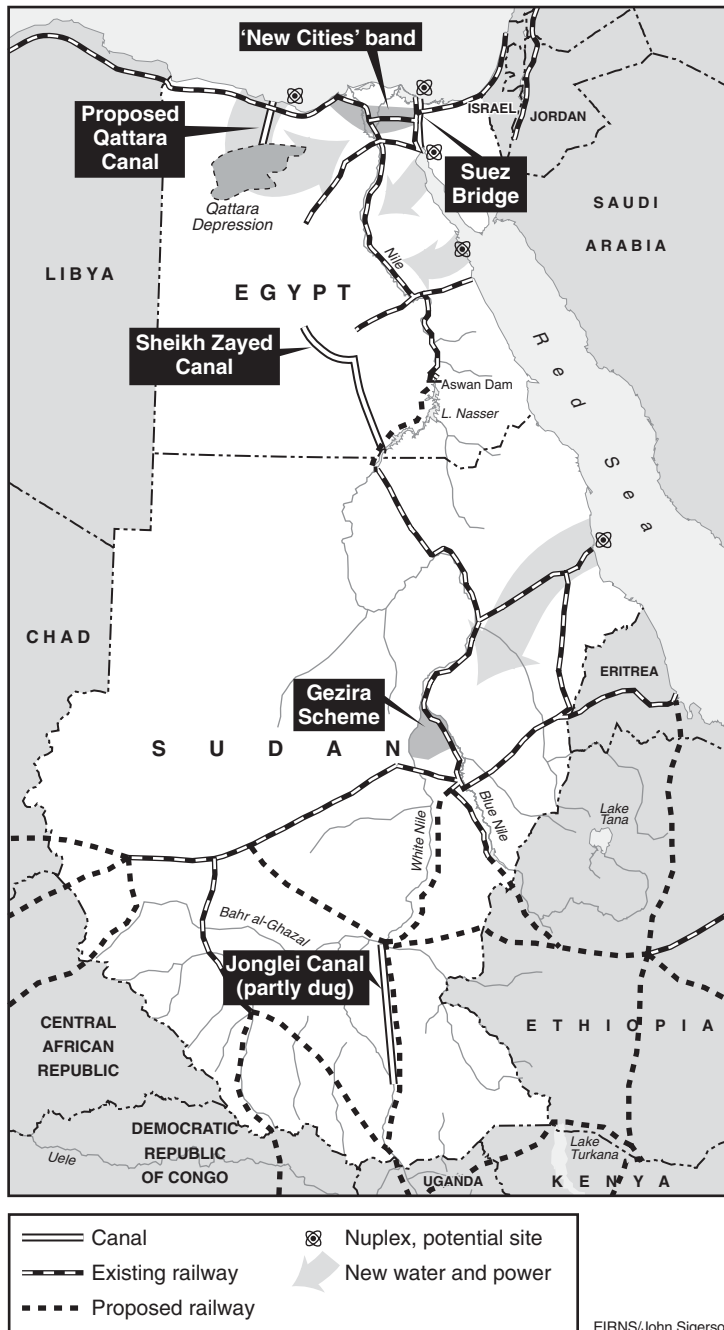 ‘New Cities’ band
Proposed
Qattara
Canal
ISRAEL
JORDAN
Suez
Bridge
Qattara
Depression
SAUDI
ARABIA
LIBYA
Nile
EGYPT
Sheikh Zayed
Canal
Red Sea
Aswan Dam
L. Nasser
CHAD
ERITREA
Gezira
Scheme
SUDAN
Lake
Tana
Blue Nile
White Nile
Bahr al-Ghazal
Jonglei Canal
(partly dug)
CENTRAL
AFRICAN
REPUBLIC
ETHIOPIA
DEMOCRATIC
REPUBLIC
OF CONGO
Uele
Lake
Turkana
UGANDA
KENYA
Canal
Nuplex, potential site
Existing railway
New water and power
Proposed railway